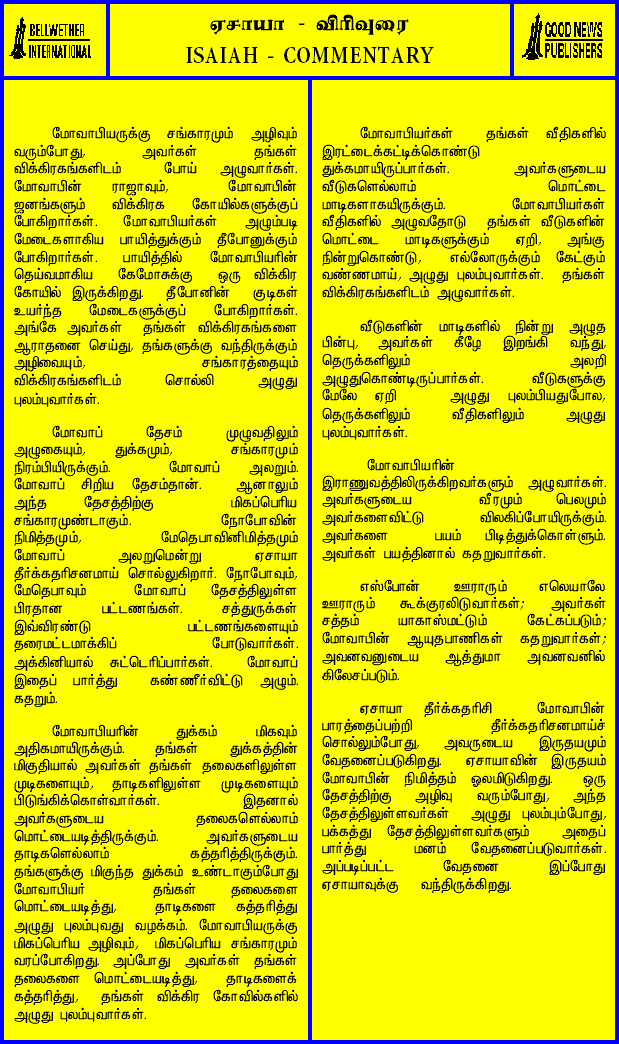 BELLWETHER
INTERNATIONAL
ஏசாயா - விரிவுரை
ISAIAH - COMMENTARY
GOOD NEWS
PUBLISHERS
மோவாபியருக்கு சங்காரமும் அழிவும்
வரும்போது, அவர்கள் தங்கள்
விக்கிரகங்களிடம் போய் அழுவார்கள்.
மோவாபின் ராஜாவும், மோவாபின்
ஜனங்களும் விக்கிரக கோயில்களுக்குப்
போகிறார்கள். மோவாபியர்கள் அழும்படி
மேடைகளாகிய பாயித்துக்கும் தீபோனுக்கும்
போகிறார்கள். பாயித்தில் மோவாபியரின்
தெய்வமாகிய கேமோசுக்கு ஒரு விக்கிர
கோயில் இருக்கிறது. தீபோனின் குடிகள்
உயர்ந்த மேடைகளுக்குப் போகிறார்கள்.
அங்கே அவர்கள் தங்கள் விக்கிரகங்களை
ஆராதனை செய்து, தங்களுக்கு வந்திருக்கும்
அழிவையும், சங்காரத்தையும்
விக்கிரகங்களிடம் சொல்லி அழுது
புலம்புவார்கள்.
மோவாப் தேசம் முழுவதிலும்
அழுகையும், துக்கமும், சங்காரமும்
நிரம்பியிருக்கும். மோவாப் அலறும்.
மோவாப் சிறிய தேசம்தான். ஆனாலும்
அந்த தேசத்திற்கு மிகப்பெரிய
சங்காரமுண்டாகும். நேபோவின்
நிமித்தமும், மேதெபாவினிமித்தமும்
மோவாப் அலறுமென்று ஏசாயா
தீர்க்கதரிசனமாய் சொல்லுகிறார். நேபோவும்,
மேதெபாவும் மோவாப் தேசத்திலுள்ள
பிரதான பட்டணங்கள். சத்துருக்கள்
இவ்விரண்டு பட்டணங்களையும்
தரைமட்டமாக்கிப் போடுவார்கள்.
அக்கினியால் சுட்டெரிப்பார்கள். மோவாப்
இதைப் பார்த்து கண்ணீர்விட்டு அழும்.
கதறும்.
மோவாபியரின் துக்கம் மிகவும்
அதிகமாயிருக்கும். தங்கள் துக்கத்தின்
மிகுதியால் அவர்கள் தங்கள் தலைகளிலுள்ள
முடிகளையும், தாடிகளிலுள்ள முடிகளையும்
பிடுங்கிக்கொள்வார்கள். இதனால்
அவர்களுடைய தலைகளெல்லாம்
மொட்டையடித்திருக்கும். அவர்களுடைய
தாடிகளெல்லாம் கத்தரித்திருக்கும்.
தங்களுக்கு மிகுந்த துக்கம் உண்டாகும்போது
மோவாபியர் தங்கள் தலைகளை
மொட்டையடித்து, தாடிகளை கத்தரித்து
அழுது புலம்புவது வழக்கம். மோவாபியருக்கு
மிகப்பெரிய அழிவும், மிகப்பெரிய சங்காரமும்
வரப்போகிறது. அப்போது அவர்கள் தங்கள்
தலைகளை மொட்டையடித்து, தாடிகளைக்
கத்தரித்து, தங்கள் விக்கிர கோவில்களில்
அழுது புலம்புவார்கள்.
மோவாபியர்கள் தங்கள் வீதிகளில்
இரட்டைக்கட்டிக்கொண்டு
துக்கமாயிருப்பார்கள். அவர்களுடைய
வீடுகளெல்லாம் மொட்டை
மாடிகளாகயிருக்கும். மோவாபியர்கள்
வீதிகளில் அழுவதோடு தங்கள் வீடுகளின்
மொட்டை மாடிகளுக்கும் ஏறி, அங்கு
நின்றுகொண்டு, எல்லோருக்கும் கேட்கும்
வண்ணமாய், அழுது புலம்புவார்கள். தங்கள்
விக்கிரகங்களிடம் அழுவார்கள்.
வீடுகளின் மாடிகளில் நின்று அழுத
பின்பு, அவர்கள் கீழே இறங்கி வந்து,
தெருக்களிலும் அலறி
அழுதுகொண்டிருப்பார்கள். வீடுகளுக்கு
மேலே ஏறி அழுது புலம்பியதுபோல,
தெருக்களிலும் வீதிகளிலும் அழுது
புலம்புவார்கள்.
மோவாபியரின்
இராணுவத்திலிருக்கிறவர்களும் அழுவார்கள்.
அவர்களுடைய வீரமும் பெலமும்
அவர்களைவிட்டு விலகிப்போயிருக்கும்.
அவர்களை பயம் பிடித்துக்கொள்ளும்.
அவர்கள் பயத்தினால் கதறுவார்கள்.
எஸ்போன் ஊராரும் எலெயாலே
ஊராரும் கூக்குரலிடுவார்கள்; அவர்கள்
சத்தம் யாகாஸ்மட்டும் கேட்கப்படும்;
மோவாபின் ஆயுதபாணிகள் கதறுவார்கள்;
அவனவனுடைய ஆத்துமா அவனவனில்
கிலேசப்படும்.
ஏசாயா தீர்க்கதரிசி மோவாபின்
பாரத்தைப்பற்றி தீர்க்கதரிசனமாய்ச்
சொல்லும்போது, அவருடைய இருதயமும்
வேதனைப்படுகிறது. ஏசாயாவின் இருதயம்
மோவாபின் நிமித்தம் ஓலமிடுகிறது. ஒரு
தேசத்திற்கு அழிவு வரும்போது, அந்த
தேசத்திலுள்ளவர்கள் அழுது புலம்பும்போது,
பக்கத்து தேசத்திலுள்ளவர்களும் அதைப்
பார்த்து மனம் வேதனைப்படுவார்கள்.
அப்படிப்பட்ட வேதனை இப்போது
ஏசாயாவுக்கு வந்திருக்கிறது.